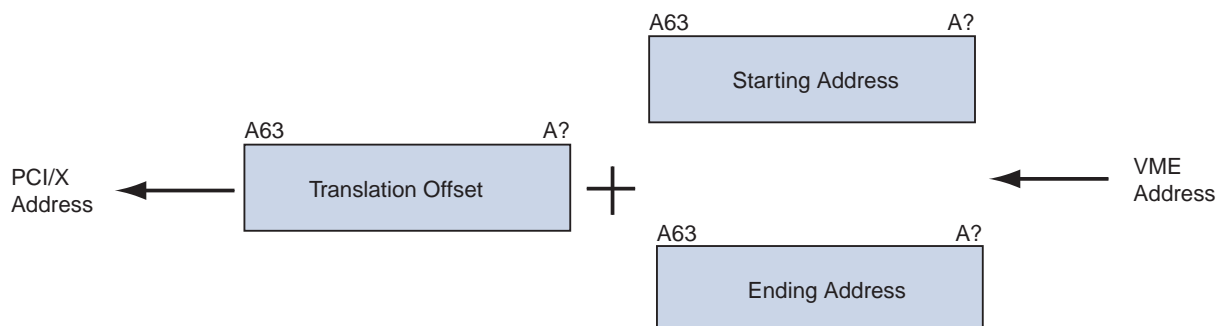 A63 A?
Starting Address
A63 A?
Translation Offset
PCI/X
Address
VME
Address
A63 A?
Ending Address